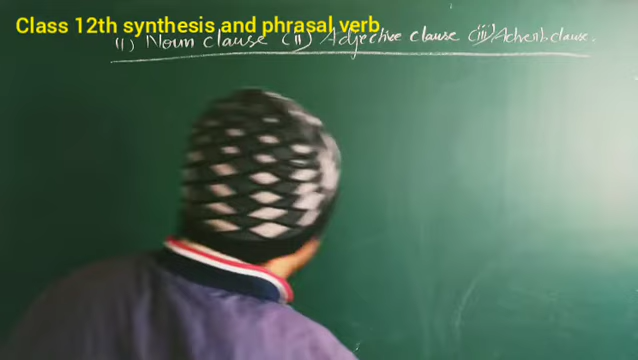 Class 12th synthesis and phrasal verb
(i) Noun clause (ii) Adjective clause (iii) Adverb clause.